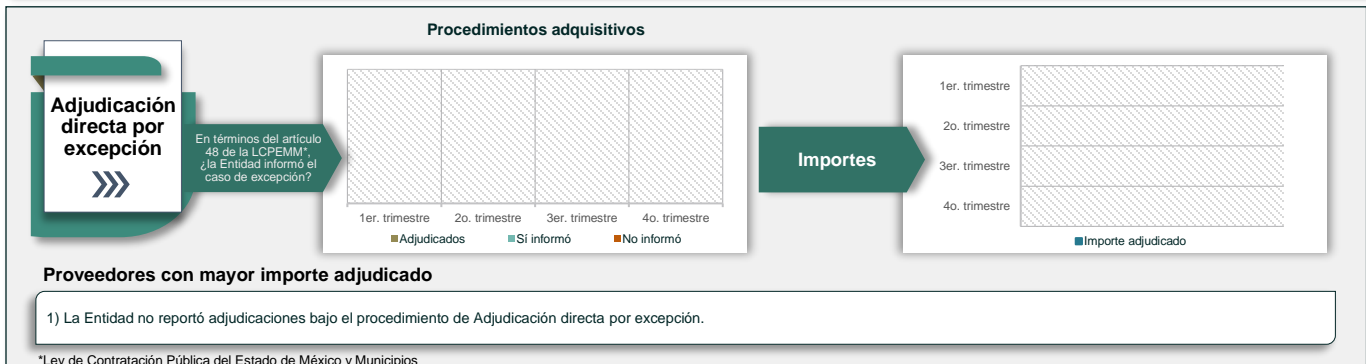 Procedimientos adquisitivos
Adjudicación
directa por
excepción
En términos del artículo
48 de la LCPEMM*,
¿la Entidad informó el
caso de excepción?
1er. trimestre 2o. trimestre 3er. trimestre 4o. trimestre
Adjudicados Sí informó No informó
Importes
1er. trimestre
2o. trimestre
3er. trimestre
4o. trimestre
Importe adjudicado
Proveedores con mayor importe adjudicado
1) La Entidad no reportó adjudicaciones bajo el procedimiento de Adjudicación directa por excepción.
*Ley de Contratación Pública del Estado de México y Municipios